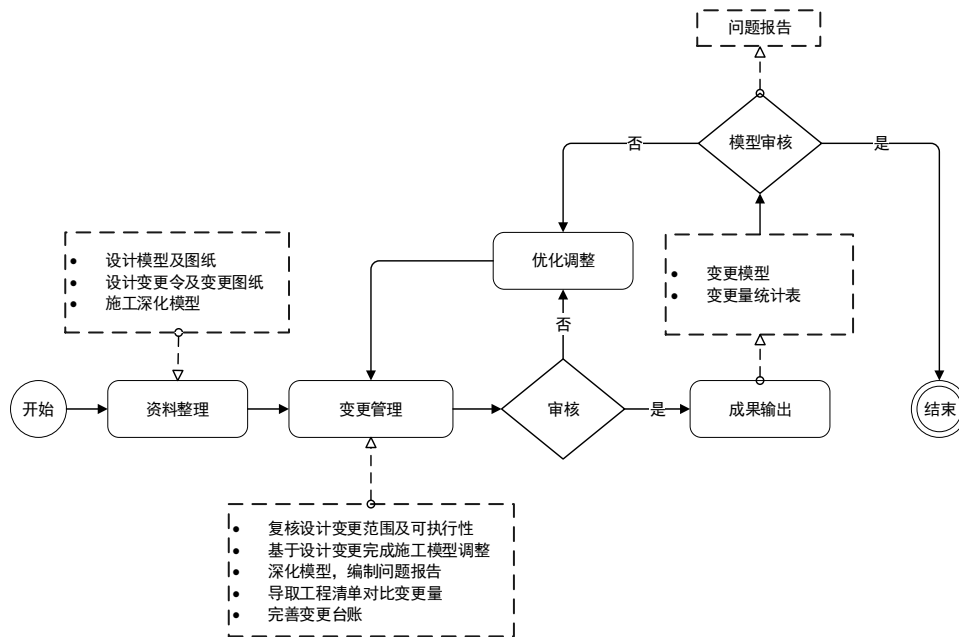 问题报告
模型审核
否
是
设计模型及图纸
设计变更令及变更图纸
施工深化模型
优化调整
变更模型
变更量统计表
否
开始
资料整理
变更管理
审核
是
成果输出
结束
复核设计变更范围及可执行性
基于设计变更完成施工模型调整
深化模型，编制问题报告
导取工程清单对比变更量
完善变更台账